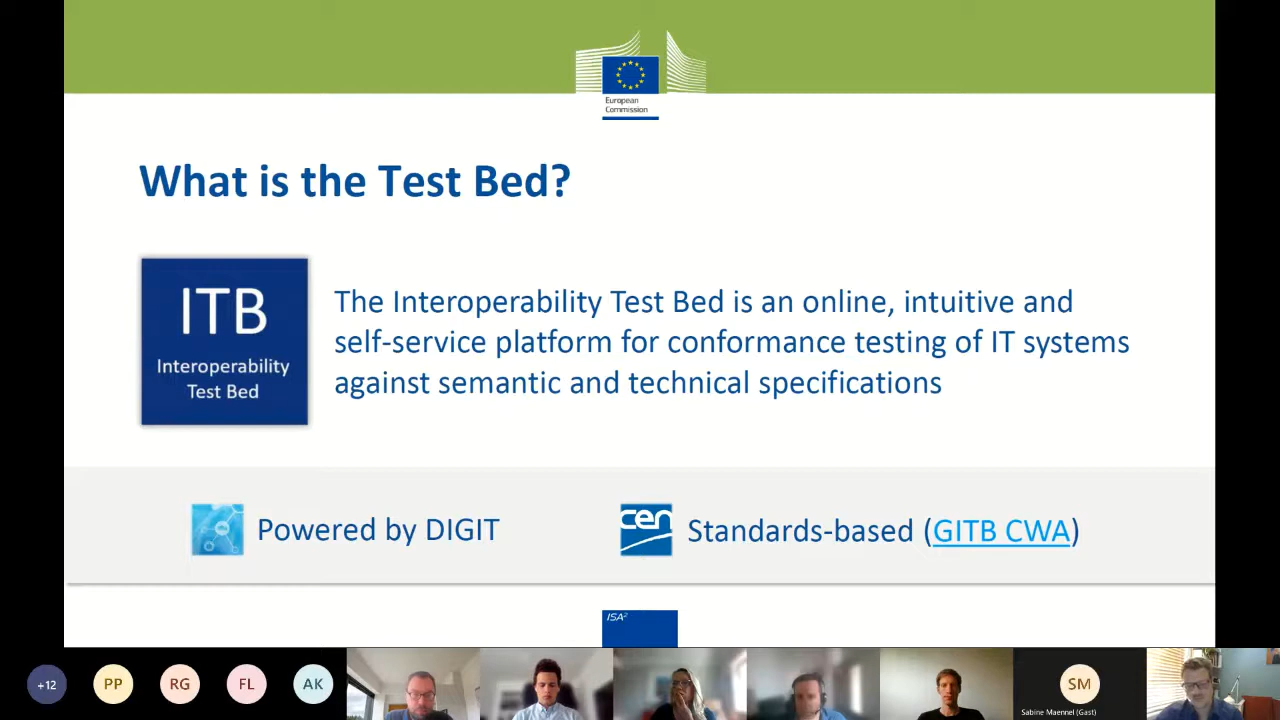 European
Commission
What is the Test Bed?
ITB
Interoperability
Test Bed
The Interoperability Test Bed is an online, intuitive and
self-service platform for conformance testing of IT systems
against semantic and technical specifications
Powered by DIGIT
cen
Standards-based (GITB CWA)
ISA²
+12
PP
RG
FL
AK
SM
Sabine Maennel (Gast)